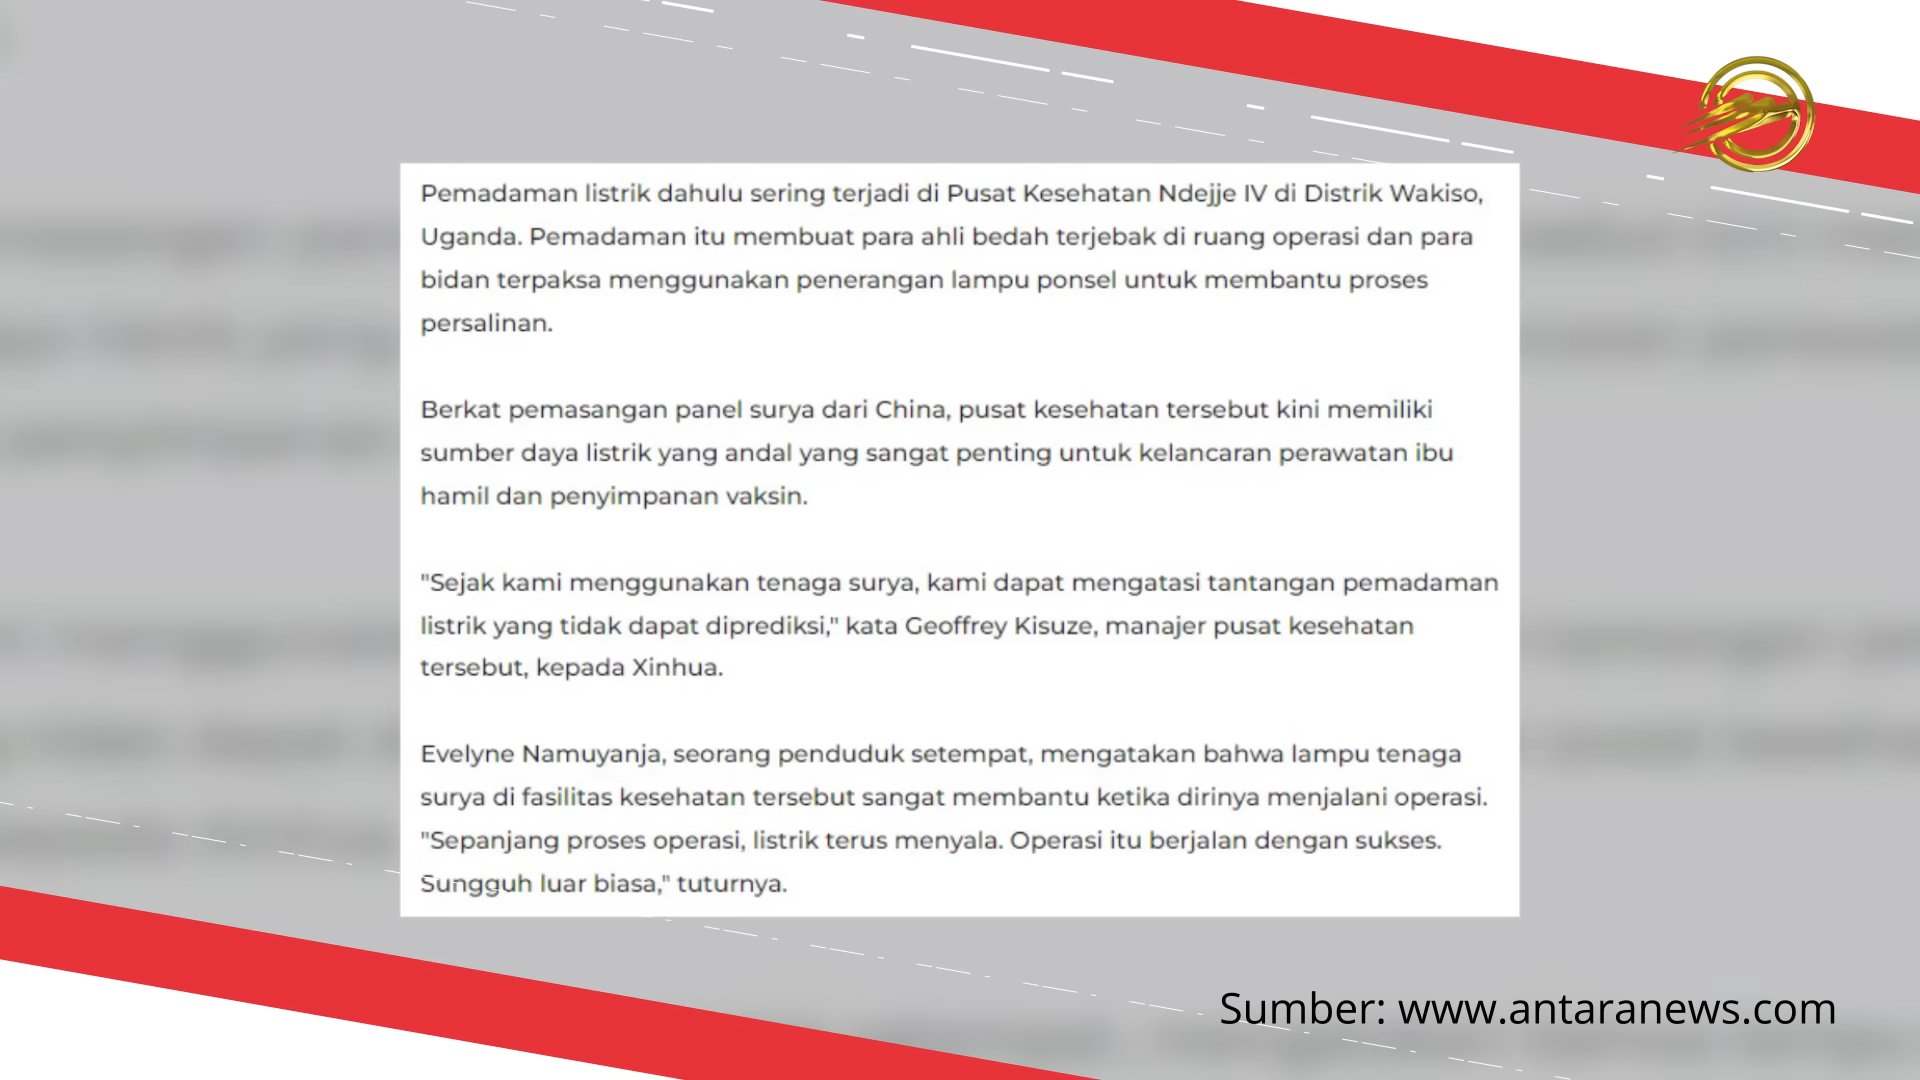 Pemadaman listrik dahulu sering terjadi di Pusat Kesehatan Ndejje IV di Distrik Wakiso,
Uganda. Pemadaman itu membuat para ahli bedah terjebak di ruang operasi dan para
bidan terpaksa menggunakan penerangan lampu ponsel untuk membantu proses
persalinan.
Berkat pemasangan panel surya dari China, pusat kesehatan tersebut kini memiliki
sumber daya listrik yang andal yang sangat penting untuk kelancaran perawatan ibu
hamil dan penyimpanan vaksin.
"Sejak kami menggunakan tenaga surya, kami dapat mengatasi tantangan pemadaman
listrik yang tidak dapat diprediksi," kata Geoffrey Kisuze, manajer pusat kesehatan
tersebut, kepada Xinhua.
Evelyne Namuyanja, seorang penduduk setempat, mengatakan bahwa lampu tenaga
surya di fasilitas kesehatan tersebut sangat membantu ketika dirinya menjalani operasi.
"Sepanjang proses operasi, listrik terus menyala. Operasi itu berjalan dengan sukses.
Sungguh luar biasa," tuturnya.
Sumber: www.antaranews.com